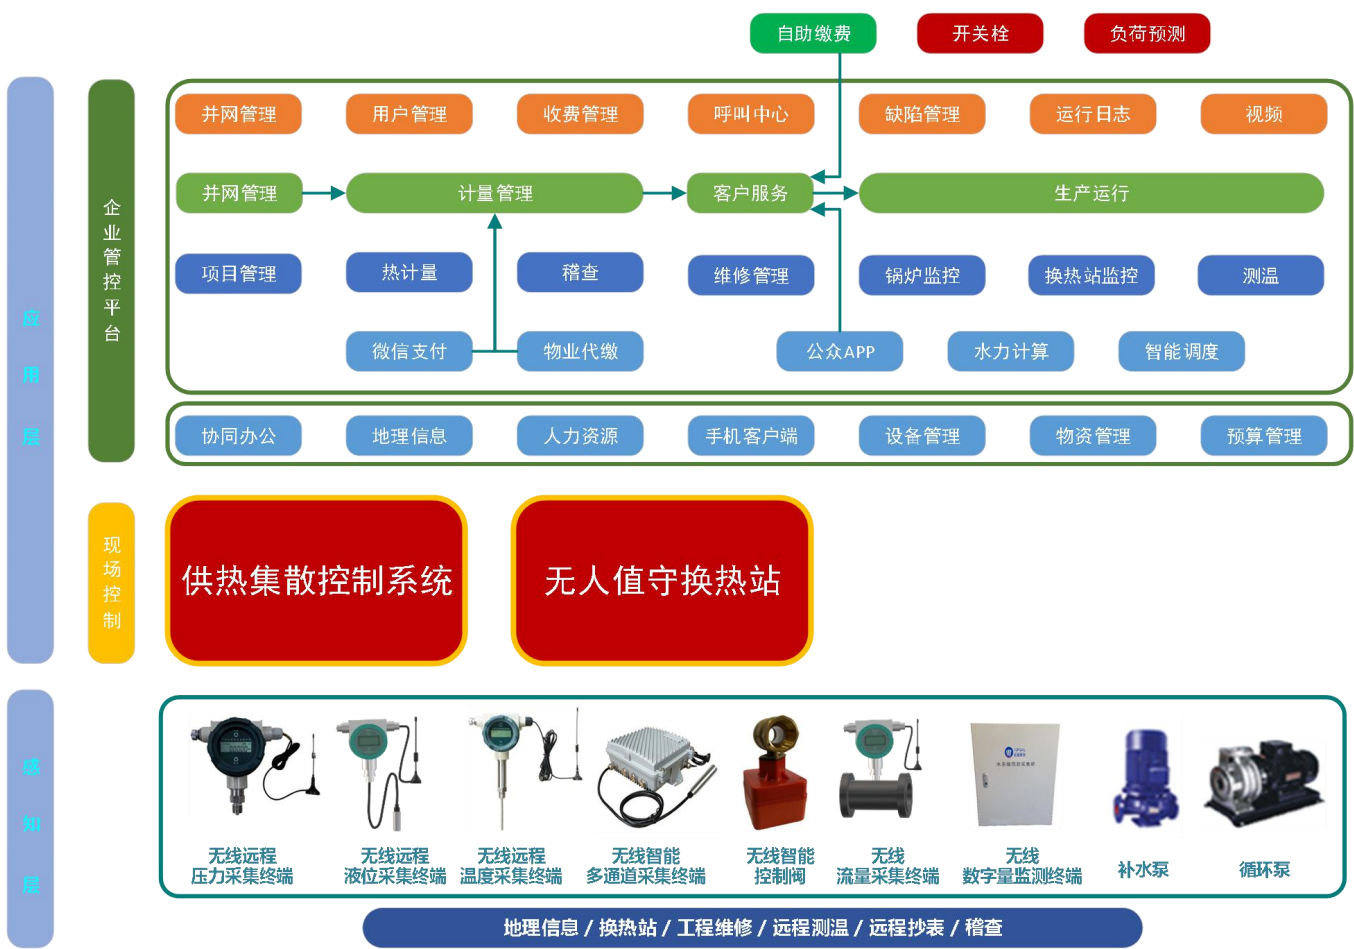 自助缴费
开关栓
负荷预测
应用层
企业管控平台
并网管理
用户管理
收费管理
呼叫中心
缺陷管理
运行日志
视频
并网管理
计量管理
客户服务
生产运行
项目管理
热计量
稽查
维修管理
锅炉监控
换热站监控
测温
微信支付
物业代缴
公众APP
水力计算
智能调度
协同办公
地理信息
人力资源
手机客户端
设备管理
物资管理
预算管理
现场控制
供热集散控制系统
无人值守换热站
感知层
无线远程
压力采集终端
无线远程
液位采集终端
无线远程
温度采集终端
无线智能
多通道采集终端
无线智能
控制阀
无线
流量采集终端
无线
数字量监测终端
补水泵
循环泵
地理信息 / 换热站 / 工程维修 / 远程测温 / 远程抄表 / 稽查